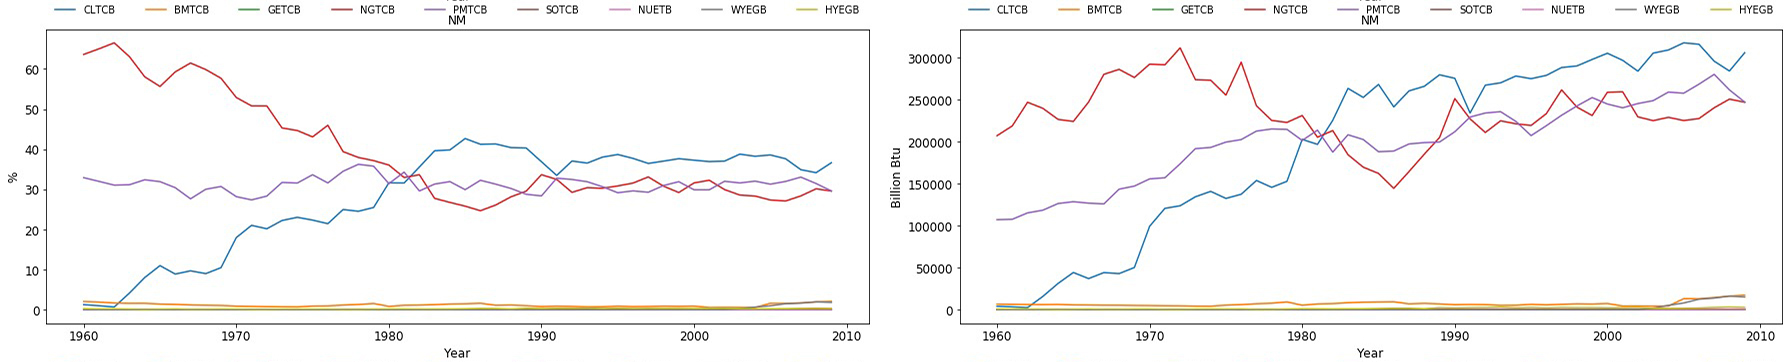 CLTCB BMTCB GETCB NGTCB PMTCB SOTCB NUETB WYEGB HYEGB
NM
%
60
50
40
30
20
10
0
1960 1970 1980 1990 2000 2010
Year
CLTCB BMTCB GETCB NGTCB PMTCB SOTCB NUETB WYEGB HYEGB
NM
Billion Btu
300000
250000
200000
150000
100000
50000
0
1960 1970 1980 1990 2000 2010
Year